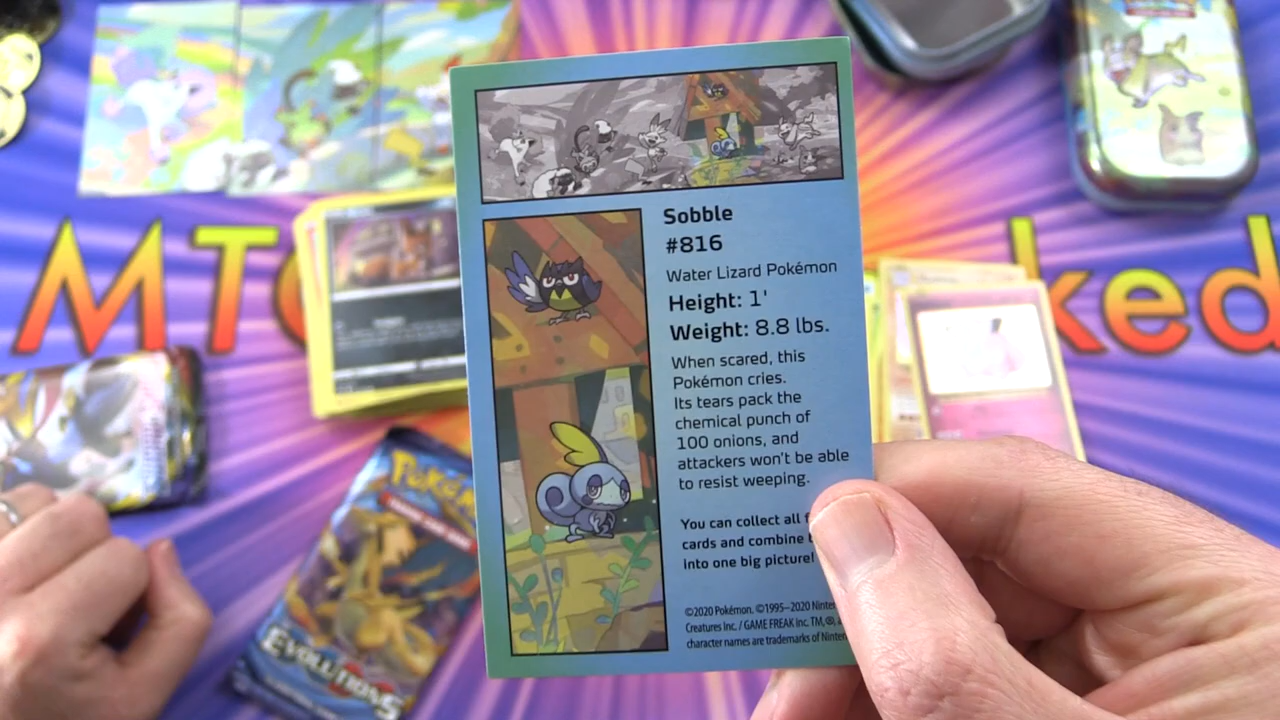 MT
ked
Sobble
#816
Water Lizard Pokémon
Height: 1'
Weight: 8.8 lbs.
When scared, this
Pokémon cries.
Its tears pack the
chemical punch of
100 onions, and
attackers won't be able
to resist weeping.
You can collect all
cards and combine
into one big picture!
©2020 Pokémon. ©1995–2020
Creatures Inc. / GAME FREAK inc. TM, ®,
character names are trademarks of
POKÉM
EVOLUTIONS